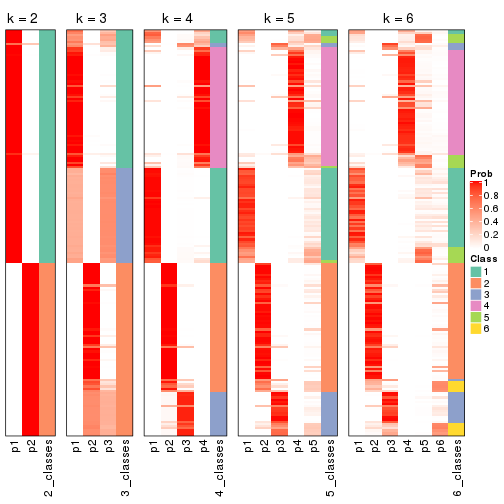 k = 2
k = 3
k = 4
k = 5
k = 6
Prob
1
0.8
0.6
0.4
0.2
0
Class
1
2
3
4
5
6
p1 p2 2_classes
p1 p2 p3 3_classes
p1 p2 p3 p4 4_classes
p1 p2 p3 p4 p5 5_classes
p1 p2 p3 p4 p5 p6 6_classes